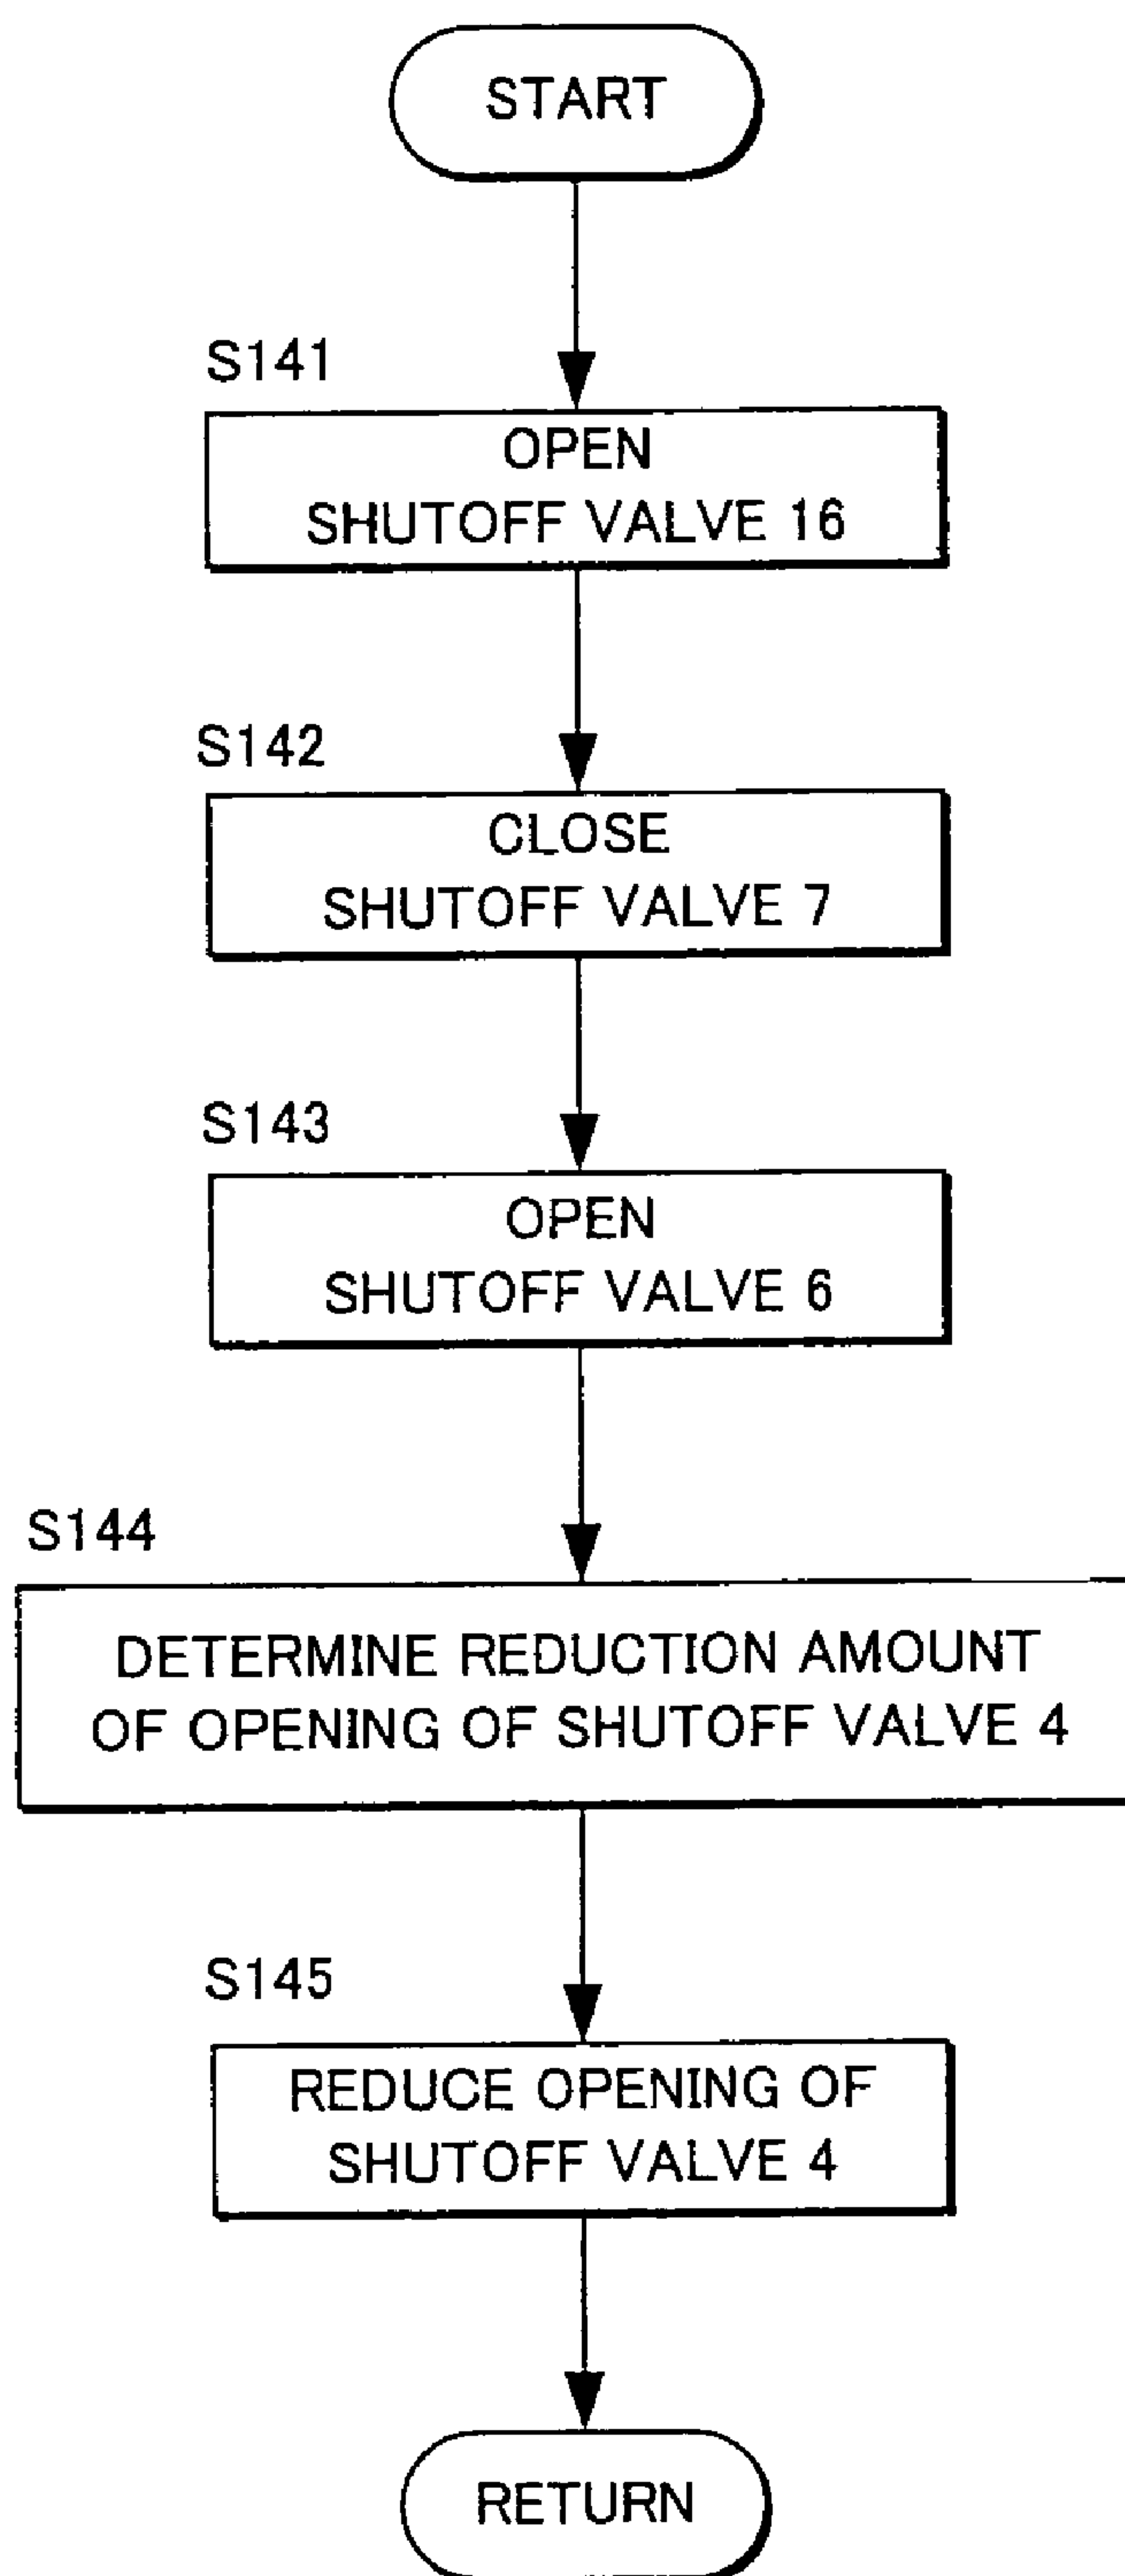 START
S141
OPEN
SHUTOFF VALVE 16
S142
CLOSE
SHUTOFF VALVE 7
S143
OPEN
SHUTOFF VALVE 6
S144
DETERMINE REDUCTION AMOUNT
OF OPENING OF SHUTOFF VALVE 4
S145
REDUCE OPENING OF
SHUTOFF VALVE 4
RETURN